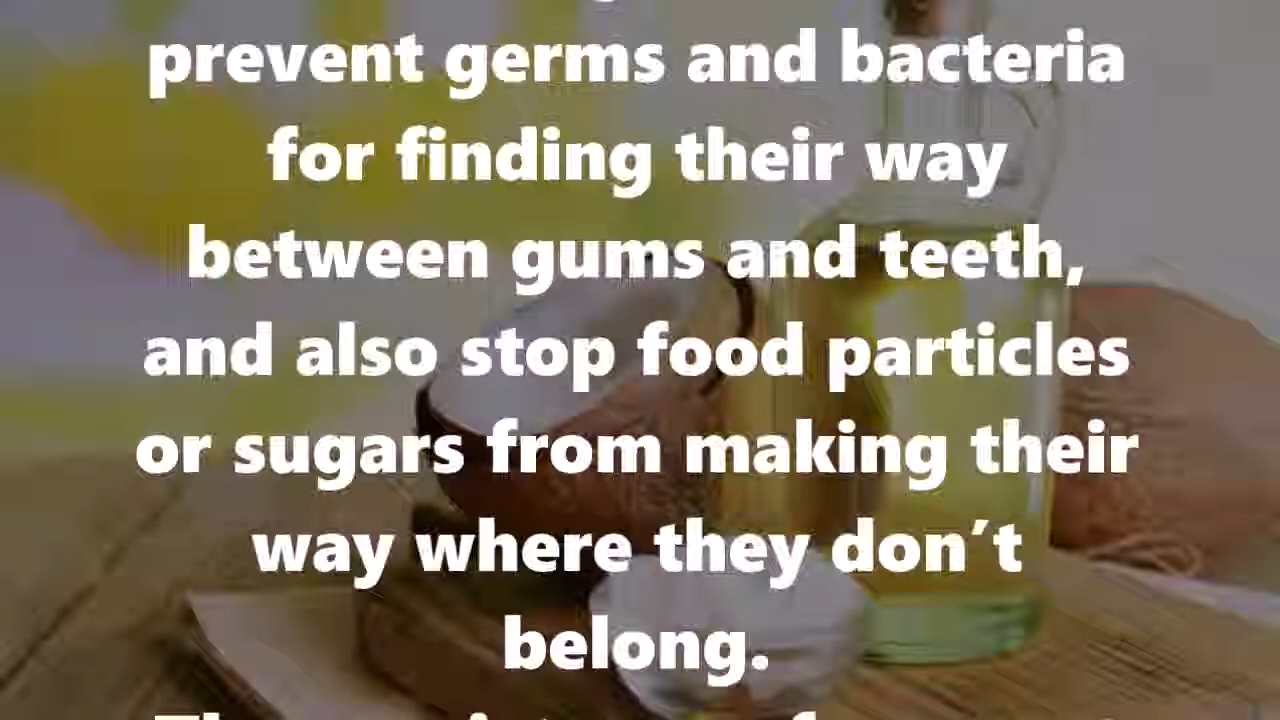 prevent germs and bacteria
for finding their way
between gums and teeth,
and also stop food particles
or sugars from making their
way where they don’t
belong.